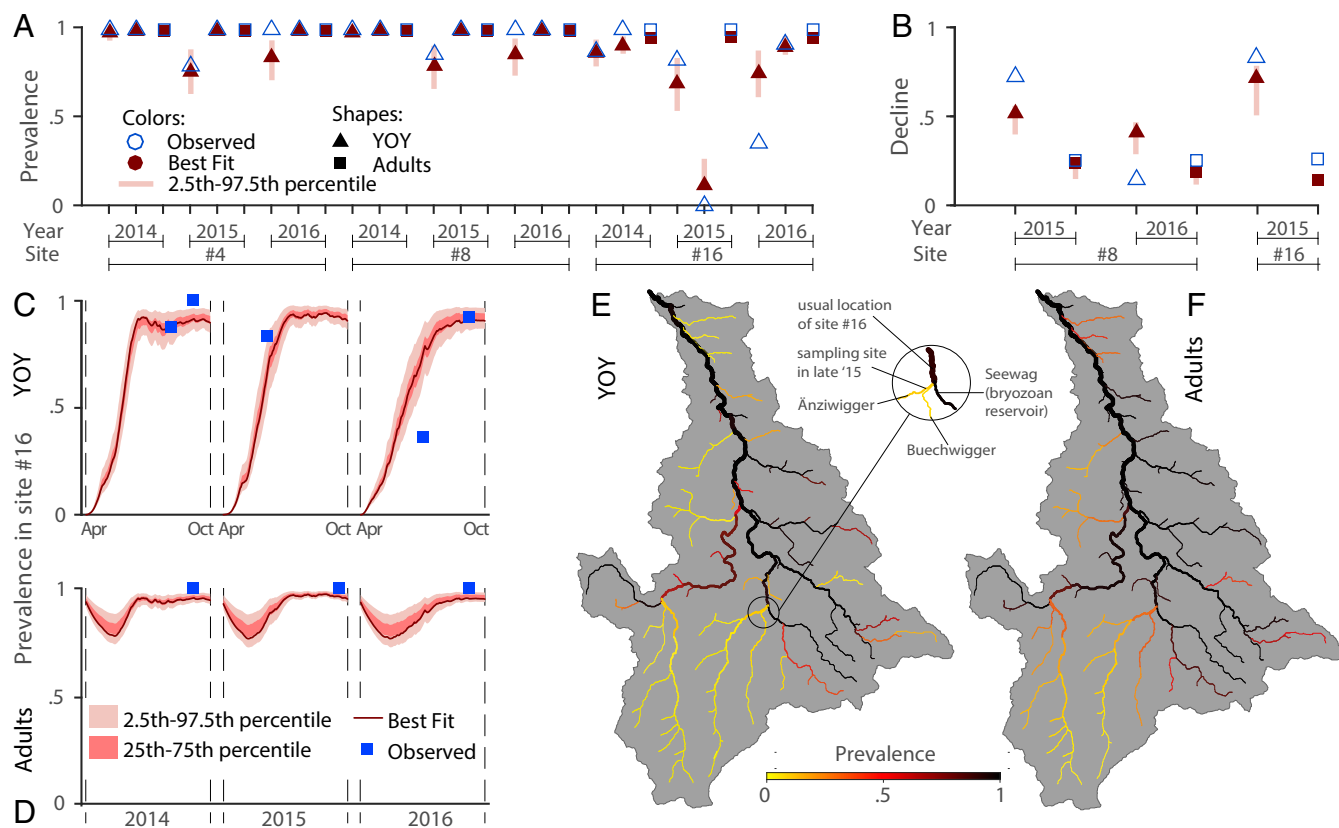 A
B
1
.5
0
Prevalence
Colors:
Shapes:
Observed
YOY
Best Fit
Adults
2.5th-97.5th percentile
Year
2014
2015
2016
2014
2015
2016
2014
2015
2016
Site
#4
#8
#16
1
.5
0
Decline
2015
2016
2015
#8
#16
C
1
.5
0
YOY
Prevalence in site #16
Apr
Oct
Apr
Oct
Apr
Oct
1
.5
0
Adults
2.5th-97.5th percentile
25th-75th percentile
Best Fit
Observed
D
2014
2015
2016
E
F
YOY
Adults
usual location
of site #16
sampling site
in late ‘15
Änziwigger
Seewag
(bryozoan
reservoir)
Buechwigger
Prevalence
0
.5
1